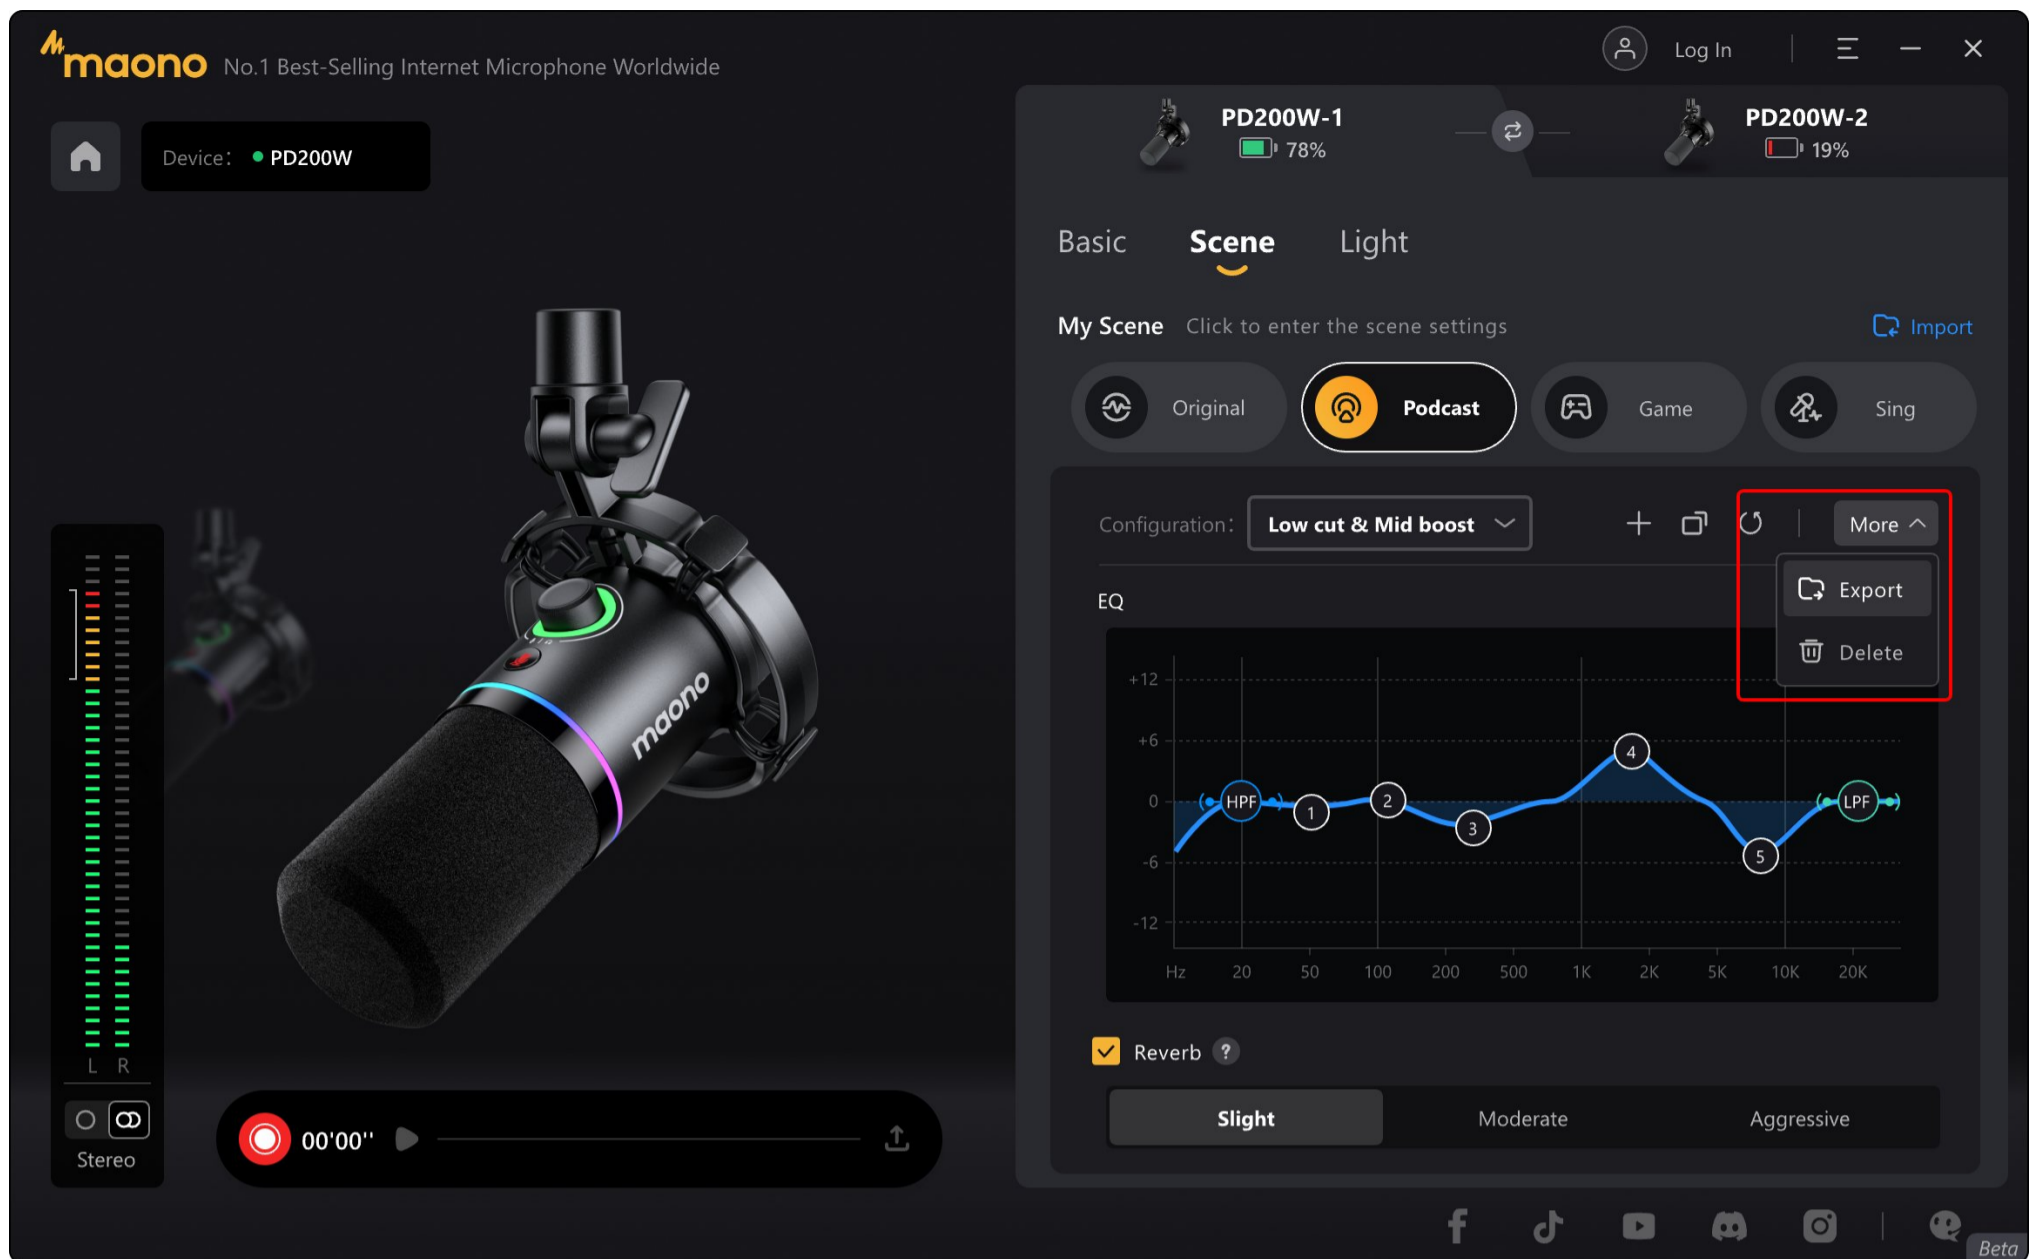 maono No.1 Best-Selling Internet Microphone Worldwide
Log In
Device: PD200W
PD200W-1
78%
PD200W-2
19%
Basic Scene Light
My Scene Click to enter the scene settings Import
Original Podcast Game Sing
Configuration: Low cut & Mid boost More
Export
Delete
EQ
+12
+6
0
-6
-12
HPF 1 2 3 4 5 LPF
Hz 20 50 100 200 500 1K 2K 5K 10K 20K
maono
Reverb ?
Slight Moderate Aggressive
L R
Stereo
00'00''
Beta